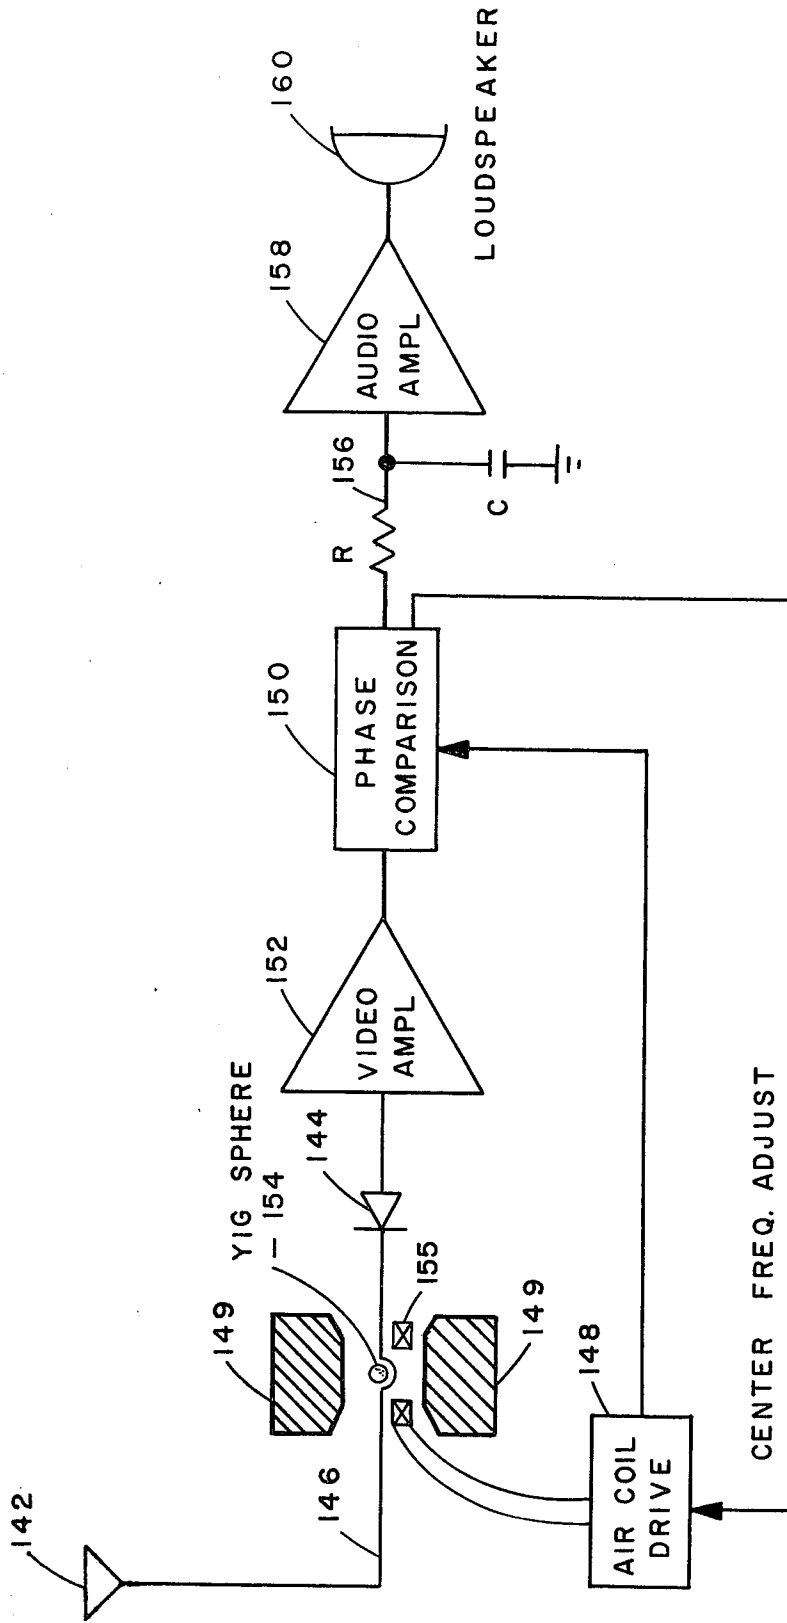 142
146
149
YIG SPHERE
154
144
155
149
152
VIDEO
AMPL
150
PHASE
COMPARISON
R
156
C
158
AUDIO
AMPL
160
LOUDSPEAKER
148
AIR COIL
DRIVE
CENTER FREQ. ADJUST